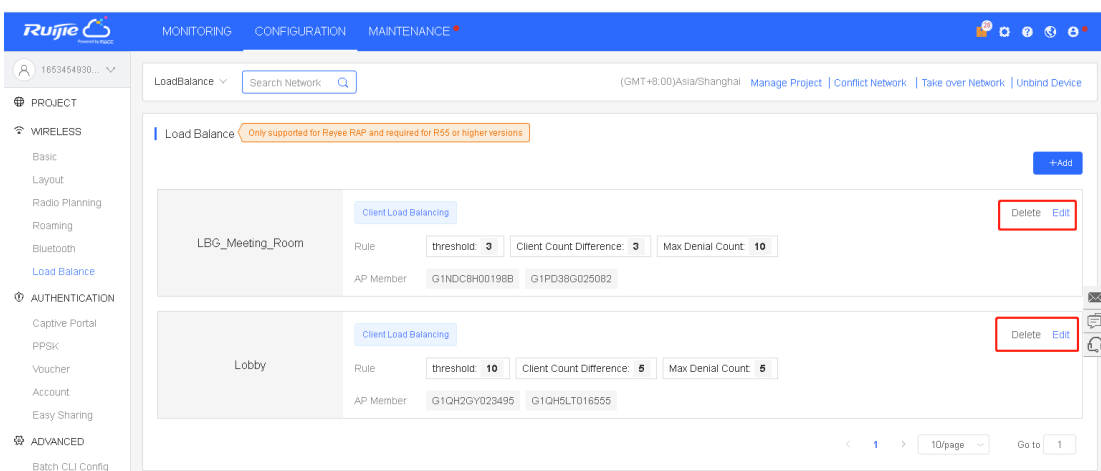 Ruijie
Powered by RACC
MONITORING CONFIGURATION MAINTENANCE
1653454930...
PROJECT
WIRELESS
Basic
Layout
Radio Planning
Roaming
Bluetooth
Load Balance
AUTHENTICATION
Captive Portal
PPSK
Voucher
Account
Easy Sharing
ADVANCED
Batch CLI Config
LoadBalance Search Network (GMT+8:00)Asia/Shanghai Manage Project | Conflict Network | Take over Network | Unbind Device
Load Balance Only supported for Reyee RAP and required for R55 or higher versions
+Add
LBG_Meeting_Room
Client Load Balancing
Delete Edit
Rule threshold: 3 Client Count Difference: 3 Max Denial Count: 10
AP Member G1NDC8H00198B G1PD38G025082
Lobby
Client Load Balancing
Delete Edit
Rule threshold: 10 Client Count Difference: 5 Max Denial Count: 5
AP Member G1QH2GY023495 G1QH5LT016555
< 1 > 10/page Go to 1